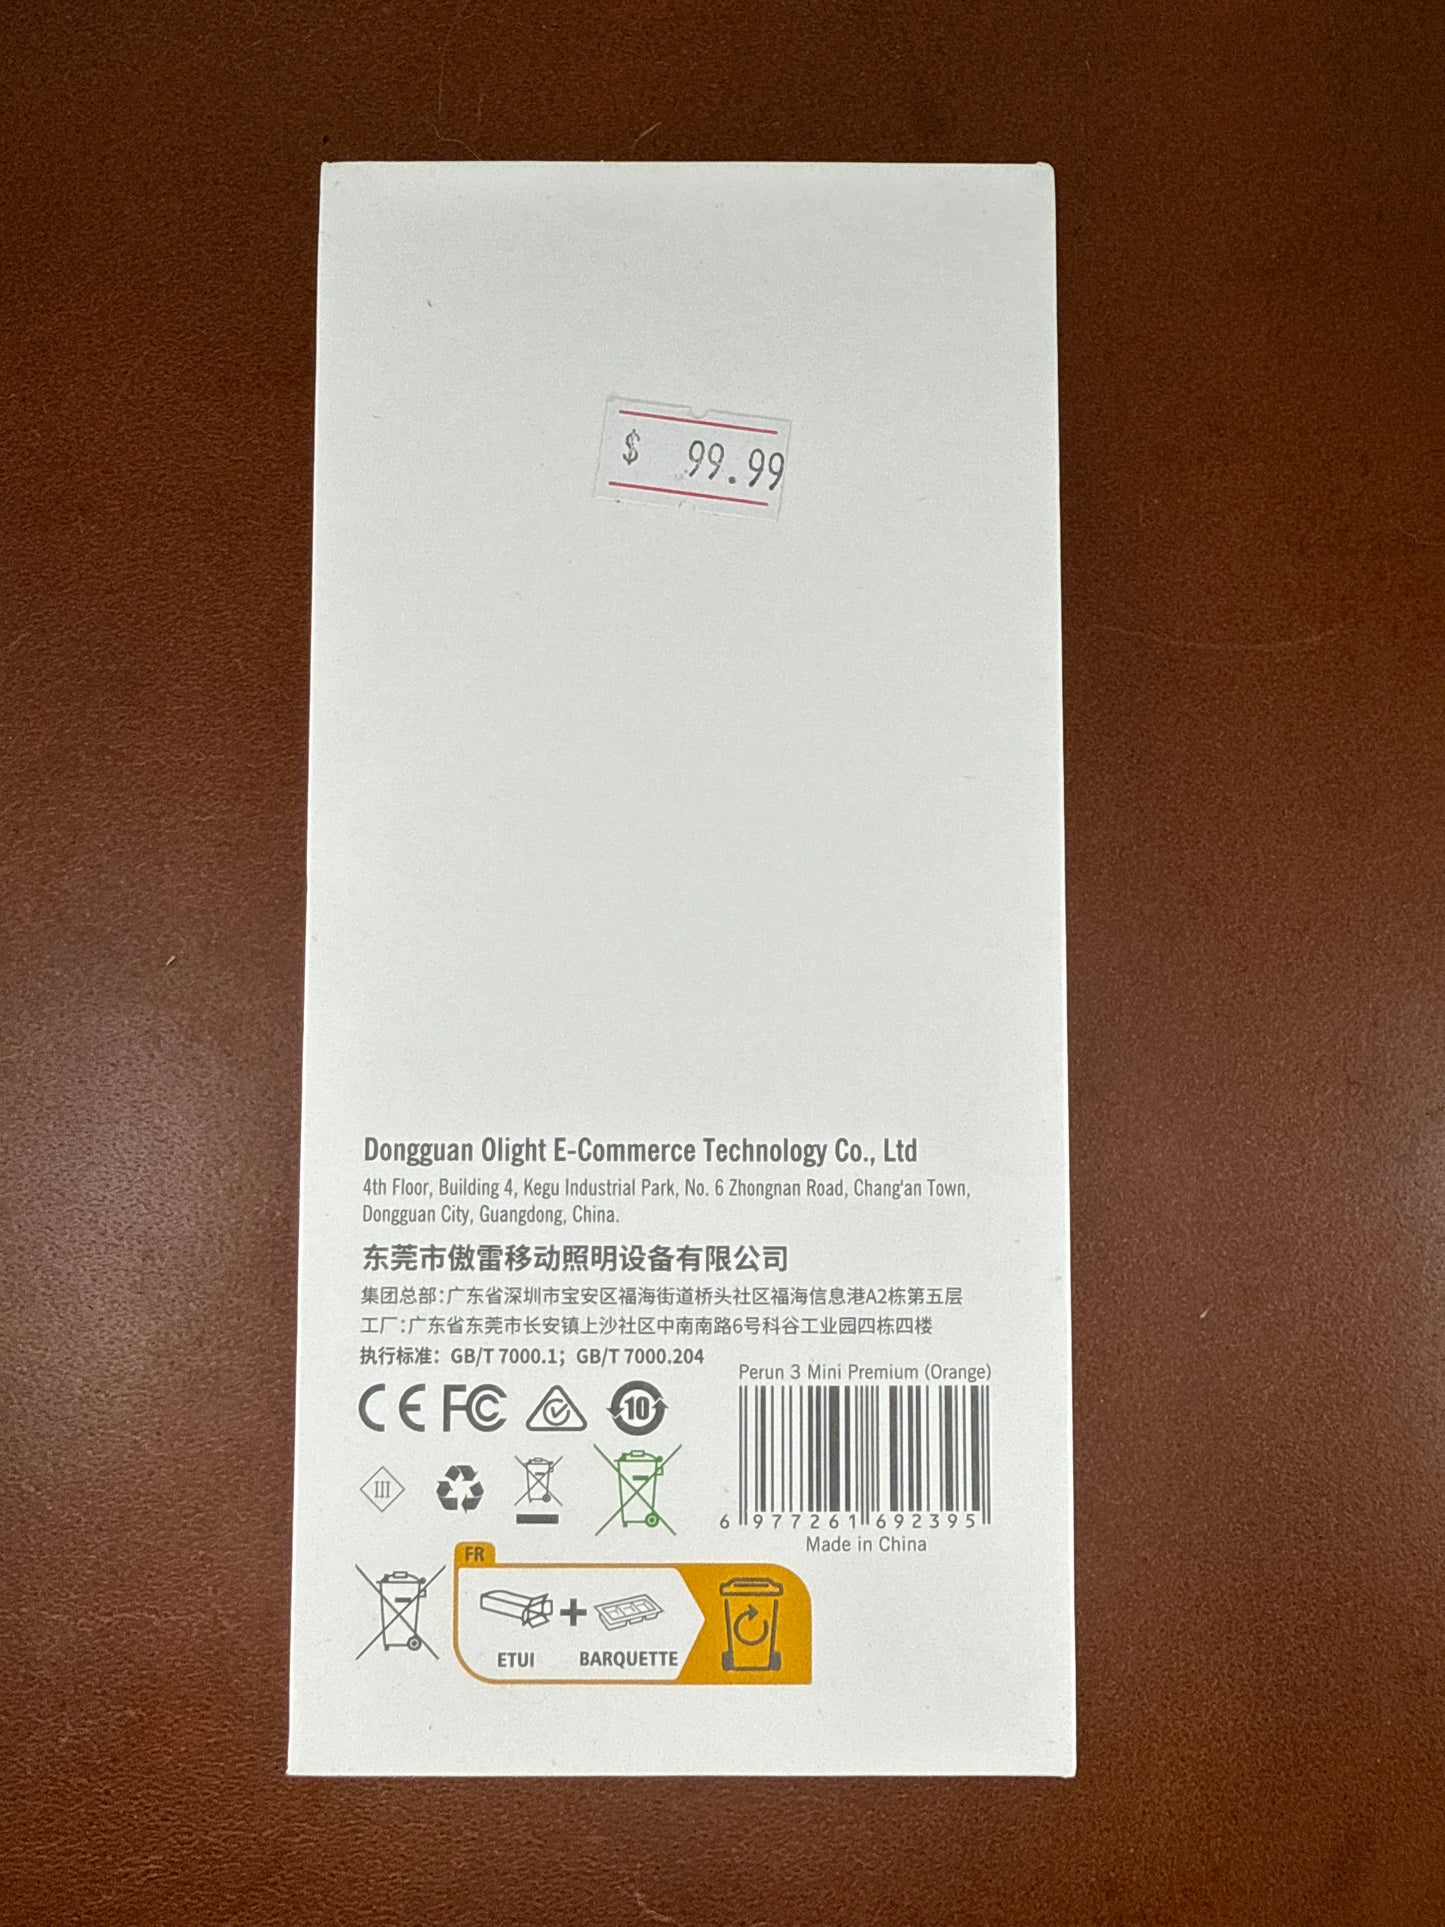 $ 99.99
Dongguan Olight E-Commerce Technology Co., Ltd
4th Floor, Building 4, Kegu Industrial Park, No. 6 Zhongnan Road, Chang'an Town,
Dongguan City, Guangdong, China.
东莞市傲雷移动照明设备有限公司
集团总部:广东省深圳市宝安区福海街道桥头社区福海信息港A2栋第五层
工厂:广东省东莞市长安镇上沙社区中南南路6号科谷工业园四栋四楼
执行标准: GB/T 7000.1; GB/T 7000.204
Perun 3 Mini Premium (Orange)
CE FC 10
III
6 977261 692395
Made in China
FR
ETUI + BARQUETTE